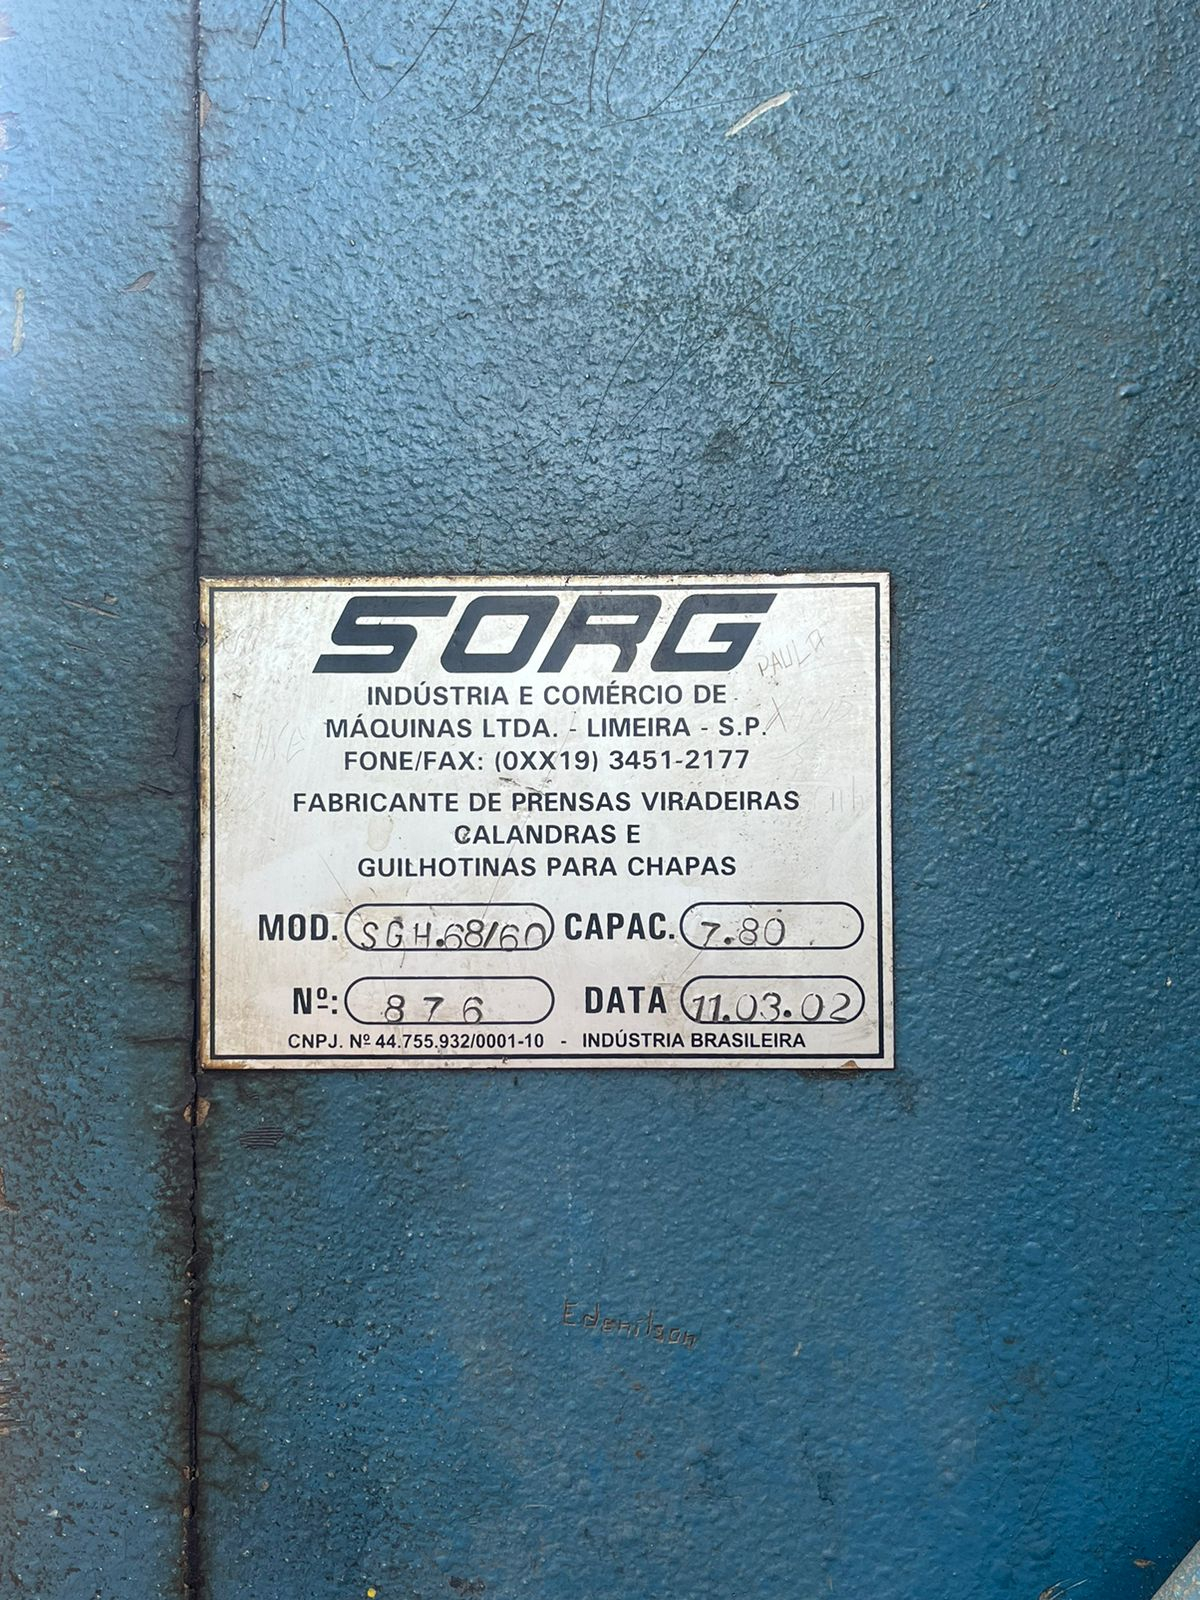 SORG
INDÚSTRIA E COMÉRCIO DE
MÁQUINAS LTDA. - LIMEIRA - S.P.
FONE/FAX: (0XX19) 3451-2177
FABRICANTE DE PRENSAS VIRADEIRAS
CALANDRAS E
GUILHOTINAS PARA CHAPAS
MOD. SGH.68/60 CAPAC. 7.80
Nº: 876 DATA 11.03.02
CNPJ. Nº 44.755.932/0001-10 - INDÚSTRIA BRASILEIRA
PAULA
Edenilson